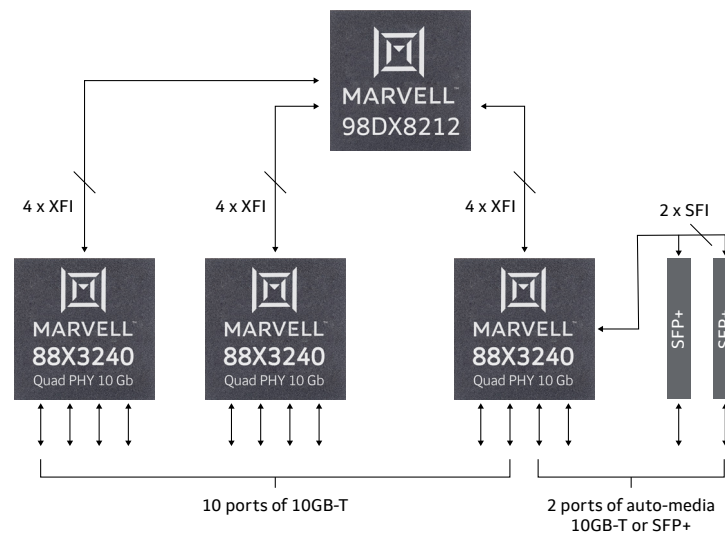 MARVELL
98DX8212
4 x XFI
4 x XFI
4 x XFI
2 x SFI
MARVELL
88X3240
Quad PHY 10 Gb
MARVELL
88X3240
Quad PHY 10 Gb
MARVELL
88X3240
Quad PHY 10 Gb
SFP+
SFP+
10 ports of 10GB-T
2 ports of auto-media
10GB-T or SFP+